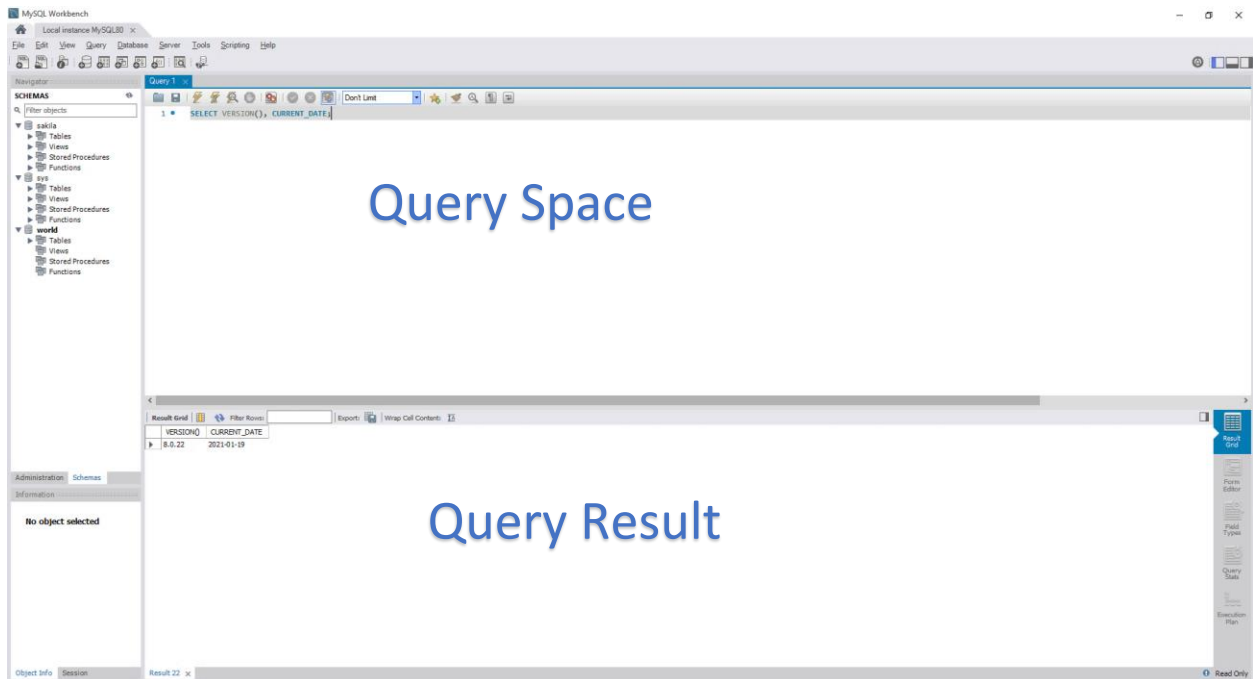 MySQL Workbench
Local instance MySQL80
File Edit View Query Database Server Tools Scripting Help
Navigator
Query 1
SCHEMAS
Don't Limit
Filter objects
1 SELECT VERSION(), CURRENT_DATE;
sakila
Tables
Views
Stored Procedures
Functions
sys
Tables
Views
Stored Procedures
Functions
world
Tables
Views
Stored Procedures
Functions
Query Space
Result Grid Filter Rows: Export: Wrap Cell Content:
VERSION() CURRENT_DATE
8.0.22 2021-01-19
Result
Grid
Administration Schemas
Information
Form
Editor
No object selected
Query Result
Field
Types
Query
Stats
Execution
Plan
Object Info Session
Result 22
Read Only